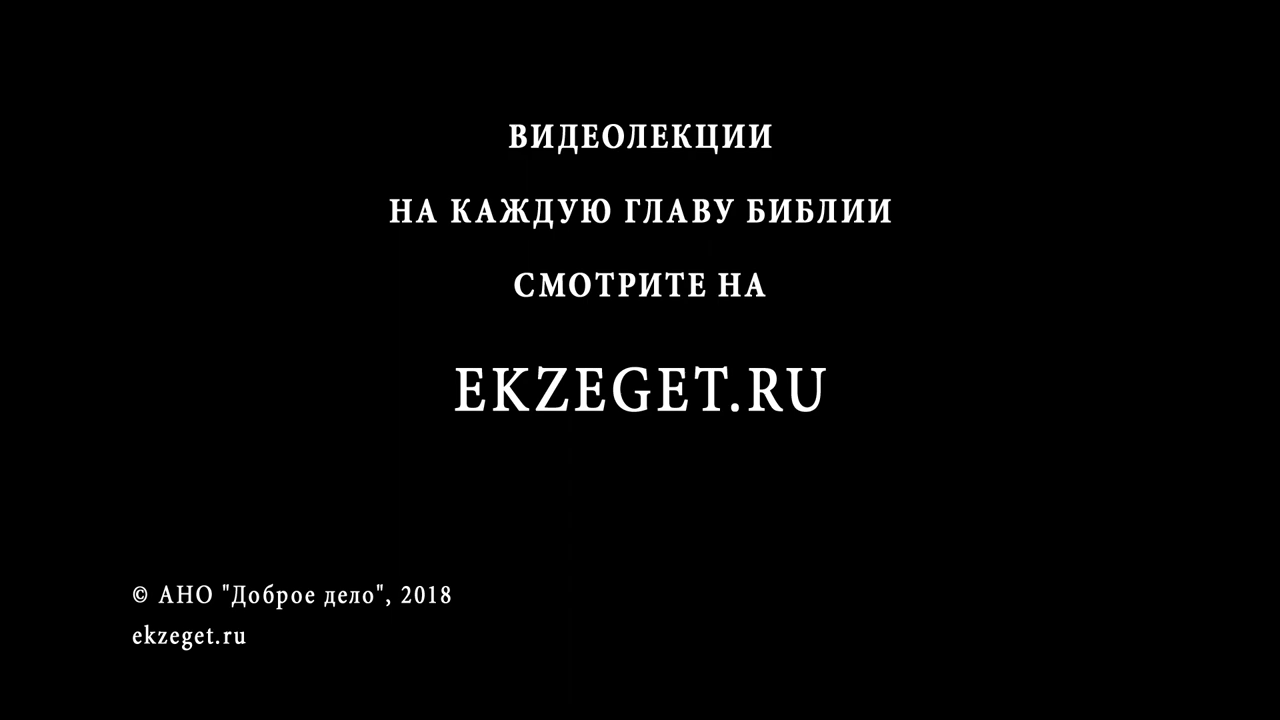 ВИДЕОЛЕКЦИИ
НА КАЖДУЮ ГЛАВУ БИБЛИИ
СМОТРИТЕ НА
EKZEGET.RU
© АНО "Доброе дело", 2018
ekzeget.ru